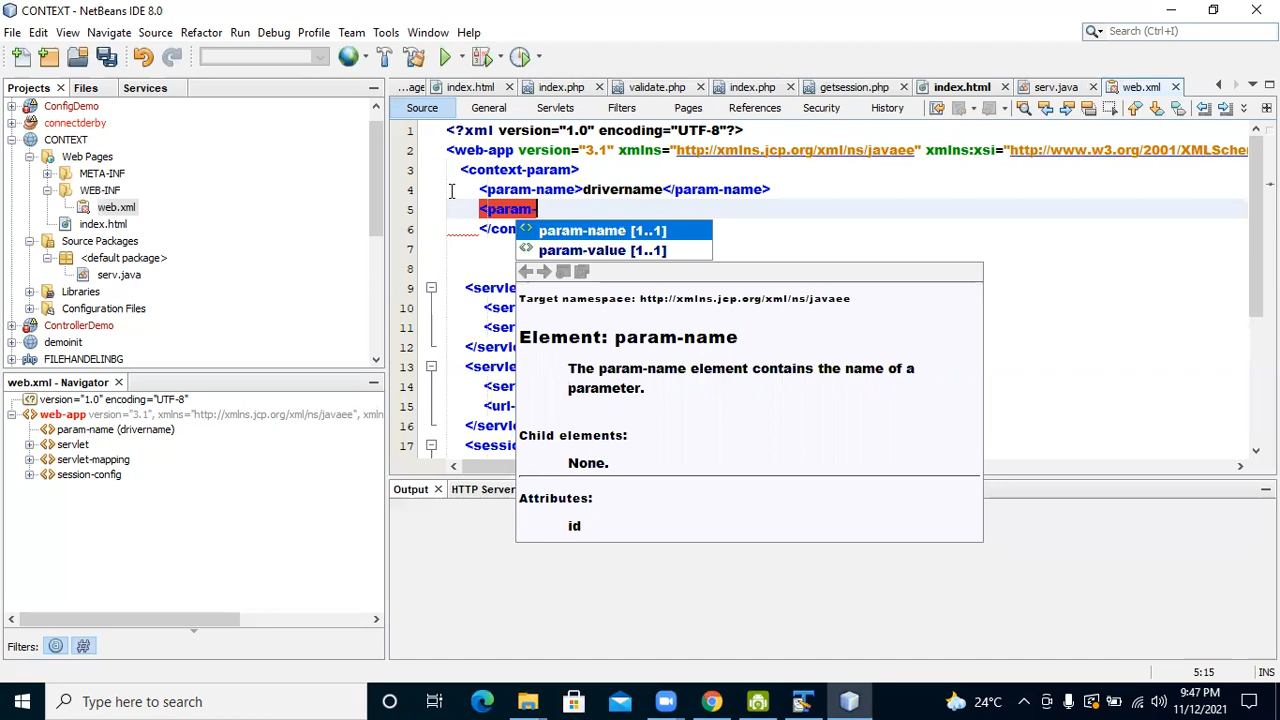 CONTEXT - NetBeans IDE 8.0
File Edit View Navigate Source Refactor Run Debug Profile Team Tools Window Help
Search (Ctrl+I)
Projects Files Services
...age index.html index.php validate.php index.php getsession.php index.html serv.java web.xml
Source General Servlets Filters Pages References Security History
ConfigDemo
connectderby
CONTEXT
Web Pages
META-INF
WEB-INF
web.xml
index.html
Source Packages
<default package>
serv.java
Libraries
Configuration Files
ControllerDemo
demoinit
FILEHANDELINBG
1 <?xml version="1.0" encoding="UTF-8"?>
2 <web-app version="3.1" xmlns="http://xmlns.jcp.org/xml/ns/javaee" xmlns:xsi="http://www.w3.org/2001/XMLSchem
3 <context-param>
4 <param-name>drivername</param-name>
5 <param-
6 </con
7
8
9 <servle
10 <ser
11 <ser
12 </servle
13 <servle
14 <ser
15 <url-
16 </servle
17 <sessi
param-name [1..1]
param-value [1..1]
Target namespace: http://xmlns.jcp.org/xml/ns/javaee
Element: param-name
The param-name element contains the name of a
parameter.
Child elements:
None.
Attributes:
id
web.xml - Navigator
version="1.0" encoding="UTF-8"
web-app version="3.1", xmlns="http://xmlns.jcp.org/xml/ns/javaee", xmln
param-name (drivername)
servlet
servlet-mapping
session-config
Filters:
Output HTTP Server
5:15 INS
Type here to search
24°C
9:47 PM
11/12/2021